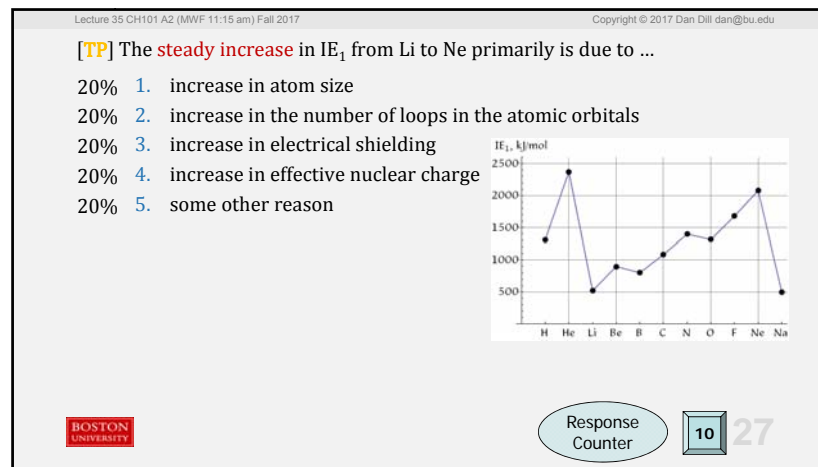 Lecture 35 CH101 A2 (MWF 11:15 am) Fall 2017 Copyright © 2017 Dan Dill dan@bu.edu
[TP] The steady increase in IE₁ from Li to Ne primarily is due to …
20% 1. increase in atom size
20% 2. increase in the number of loops in the atomic orbitals
20% 3. increase in electrical shielding
20% 4. increase in effective nuclear charge
20% 5. some other reason
IE₁, kJ/mol
2500
2000
1500
1000
500
H He Li Be B C N O F Ne Na
BOSTON
UNIVERSITY
Response
Counter
10
27